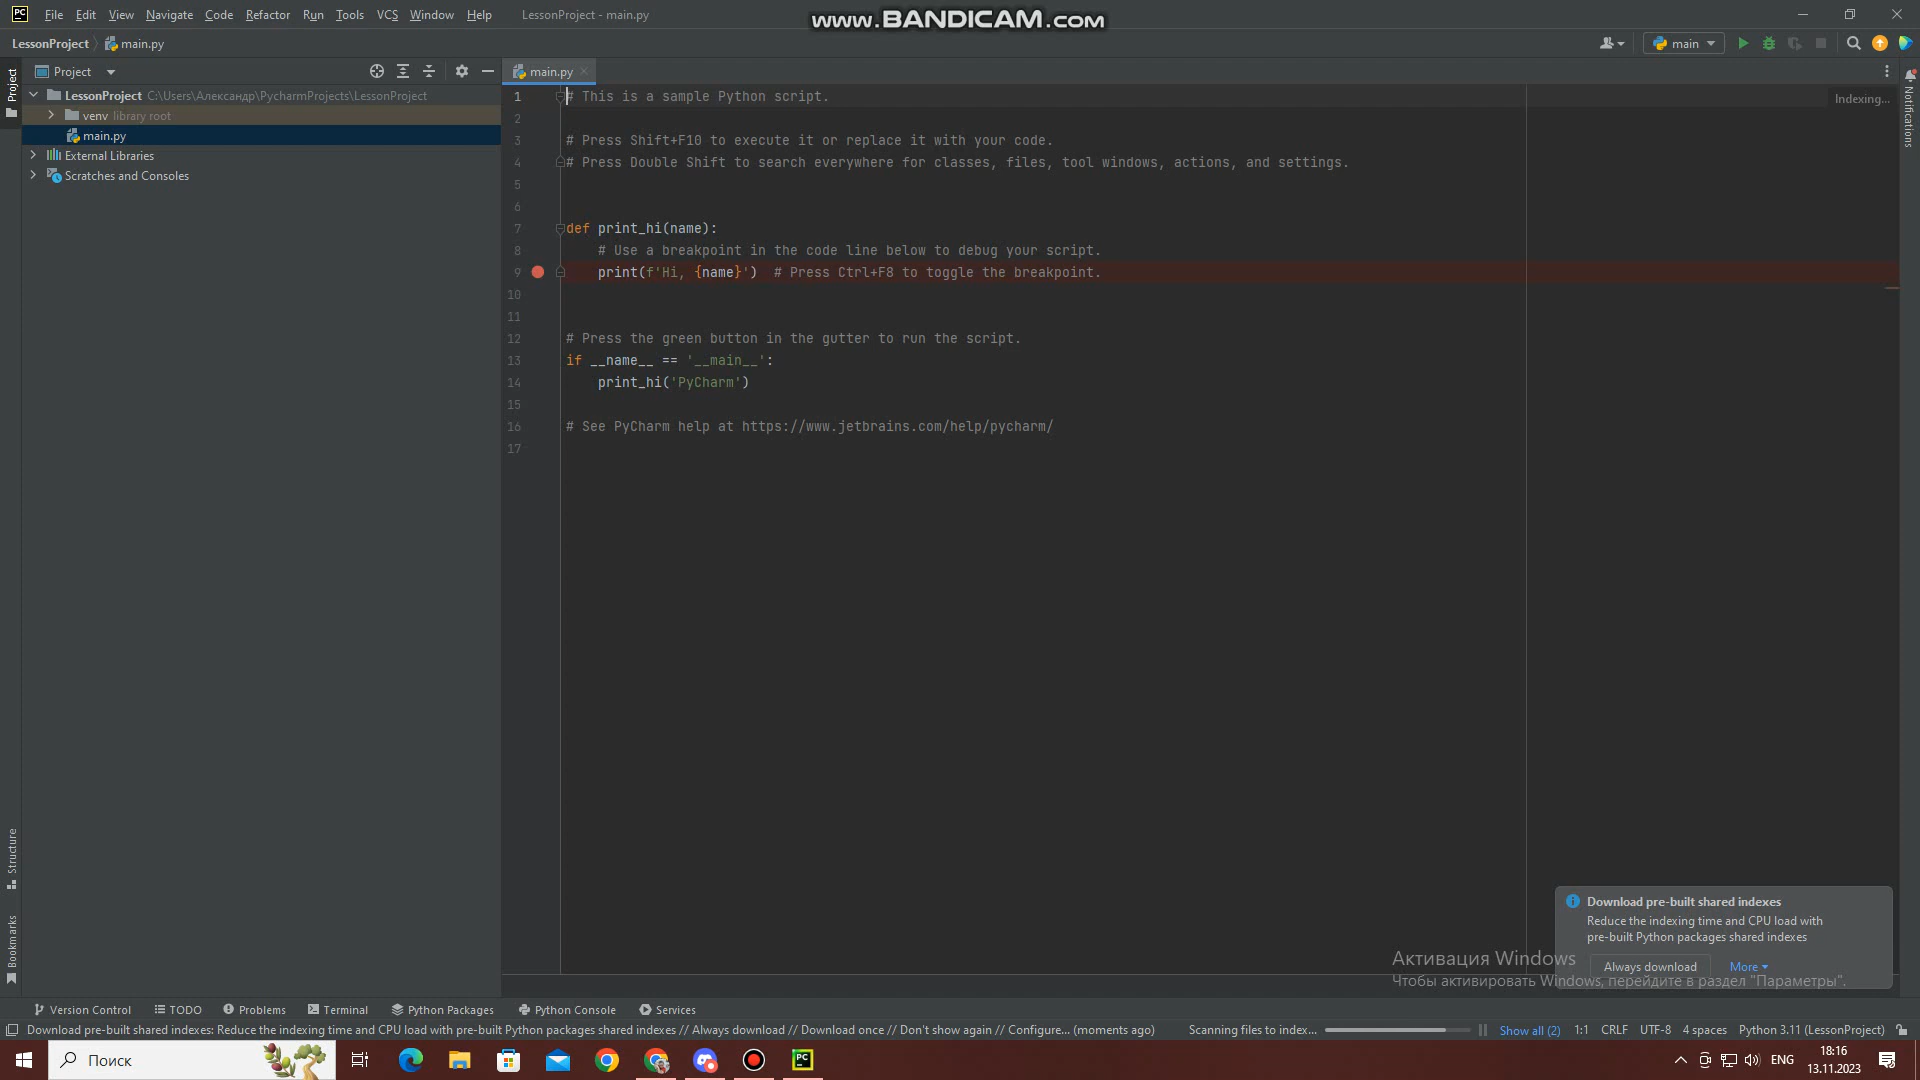 File Edit View Navigate Code Refactor Run Tools VCS Window Help LessonProject - main.py
www.BANDICAM.com
LessonProject main.py
main
Project
main.py
LessonProject C:\Users\Александр\PycharmProjects\LessonProject
venv library root
main.py
External Libraries
Scratches and Consoles
Project
Structure
Bookmarks
Notifications
Indexing...
1 # This is a sample Python script.
2
3 # Press Shift+F10 to execute it or replace it with your code.
4 # Press Double Shift to search everywhere for classes, files, tool windows, actions, and settings.
5
6
7 def print_hi(name):
8 # Use a breakpoint in the code line below to debug your script.
9 print(f'Hi, {name}')  # Press Ctrl+F8 to toggle the breakpoint.
10
11
12 # Press the green button in the gutter to run the script.
13 if __name__ == '__main__':
14 print_hi('PyCharm')
15
16 # See PyCharm help at https://www.jetbrains.com/help/pycharm/
17
Download pre-built shared indexes
Reduce the indexing time and CPU load with
pre-built Python packages shared indexes
Always download More
Активация Windows
Чтобы активировать Windows, перейдите в раздел "Параметры".
Version Control TODO Problems Terminal Python Packages Python Console Services
Download pre-built shared indexes: Reduce the indexing time and CPU load with pre-built Python packages shared indexes // Always download // Download once // Don't show again // Configure... (moments ago) Scanning files to index... Show all (2) 1:1 CRLF UTF-8 4 spaces Python 3.11 (LessonProject)
Поиск
PC
ENG
18:16
13.11.2023